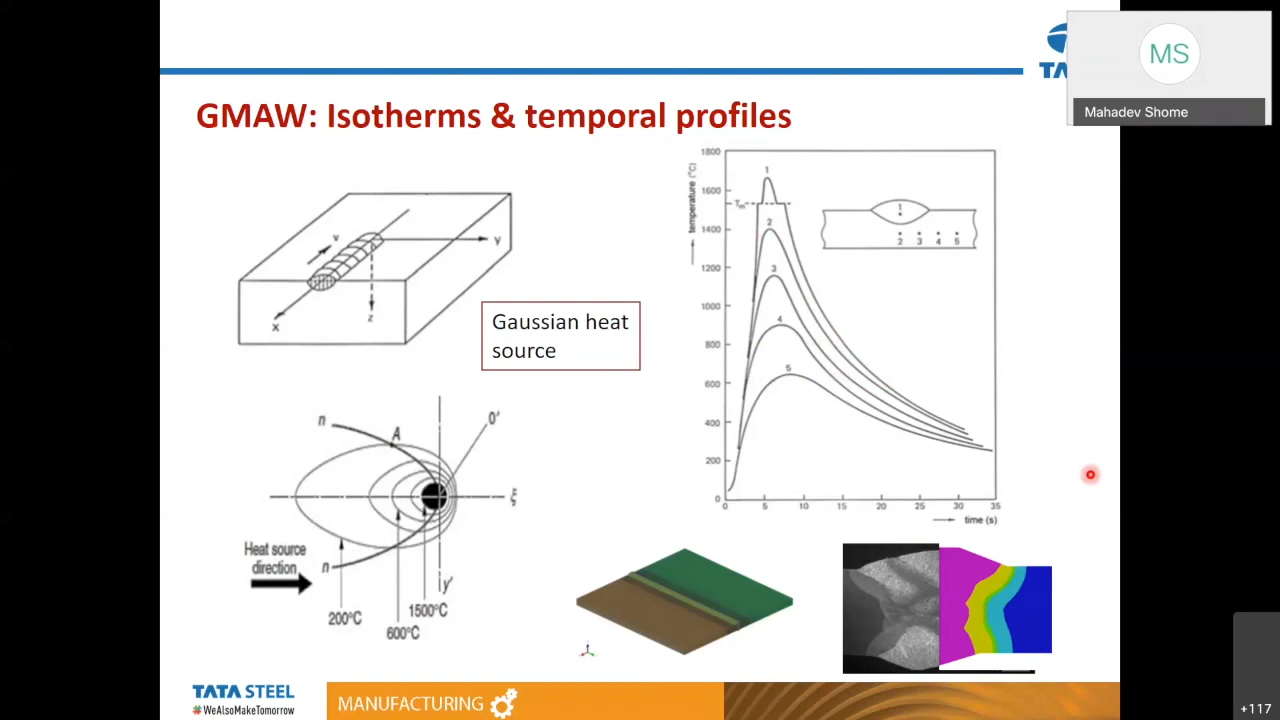 TA
MS
Mahadev Shome
GMAW: Isotherms & temporal profiles
v
y
x
z
Gaussian heat
source
n
A
0'
ξ
Heat source
direction
n
y'
200°C
600°C
1500°C
temperature (°C)
1800
1600
1400
1200
1000
800
600
400
200
0
Tm
1
2
3
4
5
1
2 3 4 5
0 5 10 15 20 25 30 35
time (s)
TATA STEEL
#WeAlsoMakeTomorrow
MANUFACTURING
+117